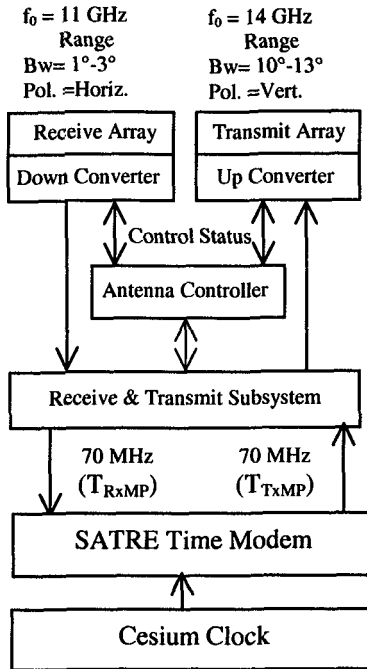 f₀ = 11 GHz
Range
Bw= 1°-3°
Pol. =Horiz.
f₀ = 14 GHz
Range
Bw= 10°-13°
Pol. =Vert.
Receive Array
Down Converter
Transmit Array
Up Converter
Control Status
Antenna Controller
Receive & Transmit Subsystem
70 MHz
(T_RxMP)
70 MHz
(T_TxMP)
SATRE Time Modem
Cesium Clock